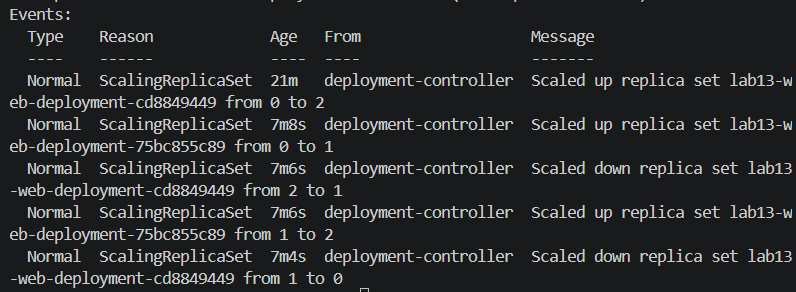 Events:
  Type    Reason             Age   From                   Message
  ----    ------             ----  ----                   -------
  Normal  ScalingReplicaSet  21m   deployment-controller  Scaled up replica set lab13-w
eb-deployment-cd8849449 from 0 to 2
  Normal  ScalingReplicaSet  7m8s  deployment-controller  Scaled up replica set lab13-w
eb-deployment-75bc855c89 from 0 to 1
  Normal  ScalingReplicaSet  7m6s  deployment-controller  Scaled down replica set lab13
-web-deployment-cd8849449 from 2 to 1
  Normal  ScalingReplicaSet  7m6s  deployment-controller  Scaled up replica set lab13-w
eb-deployment-75bc855c89 from 1 to 2
  Normal  ScalingReplicaSet  7m4s  deployment-controller  Scaled down replica set lab13
-web-deployment-cd8849449 from 1 to 0